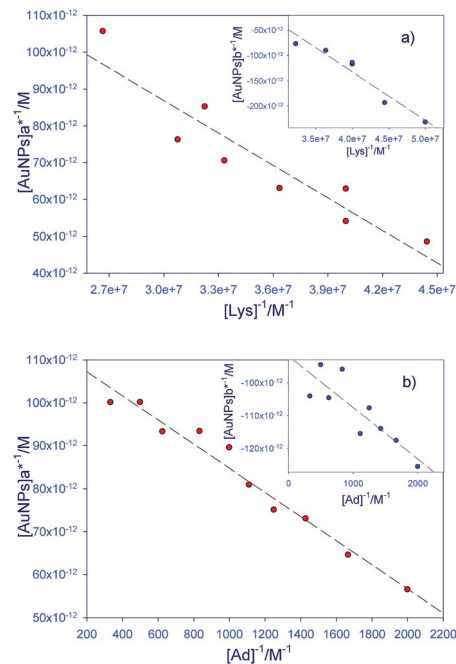 110x10-12
100x10-12
90x10-12
80x10-12
70x10-12
60x10-12
50x10-12
40x10-12
[AuNPs]a*-1/M
2.7e+7 3.0e+7 3.3e+7 3.6e+7 3.9e+7 4.2e+7 4.5e+7
[Lys]-1/M-1
a)
-50x10-12
-100x10-12
-150x10-12
-200x10-12
[AuNPs]b*-1/M
3.5e+7 4.0e+7 4.5e+7 5.0e+7
[Lys]-1/M-1
110x10-12
100x10-12
90x10-12
80x10-12
70x10-12
60x10-12
50x10-12
[AuNPs]a*-1/M
200 400 600 800 1000 1200 1400 1600 1800 2000 2200
[Ad]-1/M-1
b)
-100x10-12
-110x10-12
-120x10-12
[AuNPs]b*-1/M
0 500 1000 1500 2000
[Ad]-1/M-1